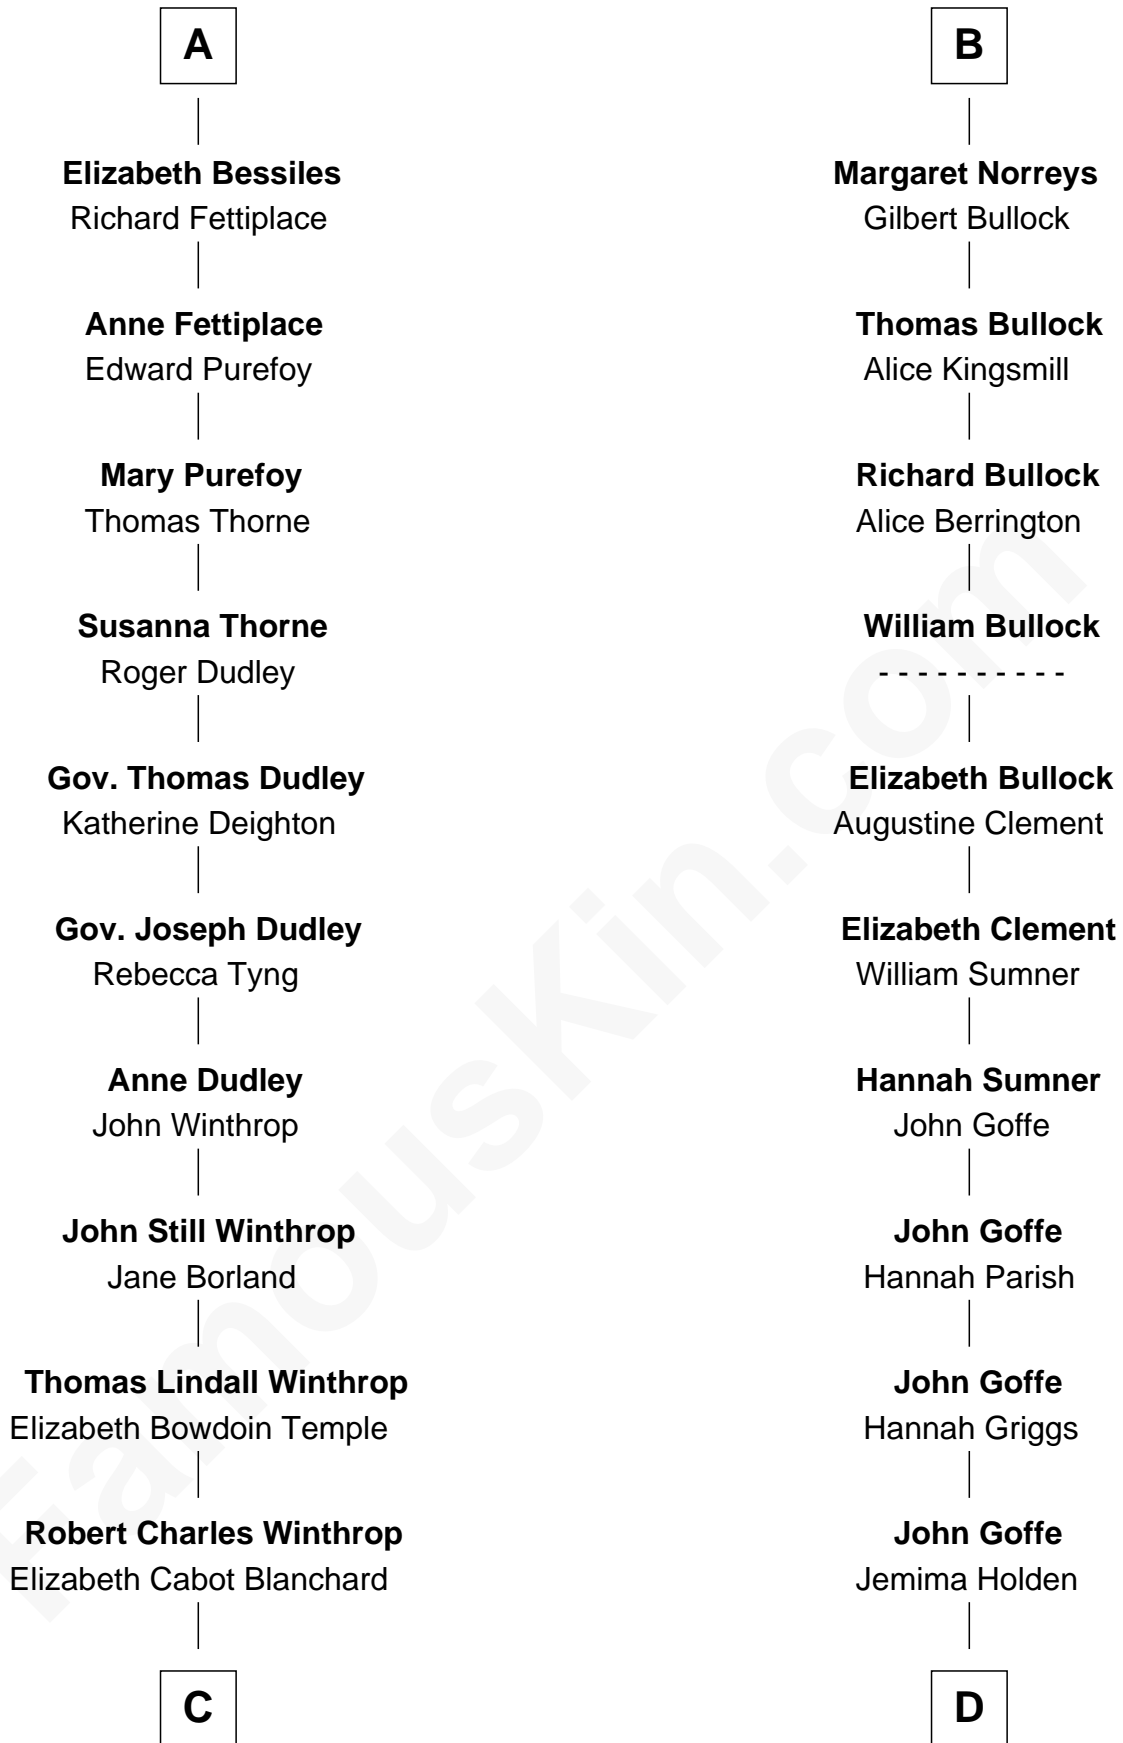 A
Elizabeth Bessiles
Richard Fettiplace
Anne Fettiplace
Edward Purefoy
Mary Purefoy
Thomas Thorne
Susanna Thorne
Roger Dudley
Gov. Thomas Dudley
Katherine Deighton
Gov. Joseph Dudley
Rebecca Tyng
Anne Dudley
John Winthrop
John Still Winthrop
Jane Borland
Thomas Lindall Winthrop
Elizabeth Bowdoin Temple
Robert Charles Winthrop
Elizabeth Cabot Blanchard
C
B
Margaret Norreys
Gilbert Bullock
Thomas Bullock
Alice Kingsmill
Richard Bullock
Alice Berrington
William Bullock
- - - - - - - - - -
Elizabeth Bullock
Augustine Clement
Elizabeth Clement
William Sumner
Hannah Sumner
John Goffe
John Goffe
Hannah Parish
John Goffe
Hannah Griggs
John Goffe
Jemima Holden
D
FamousKin.com